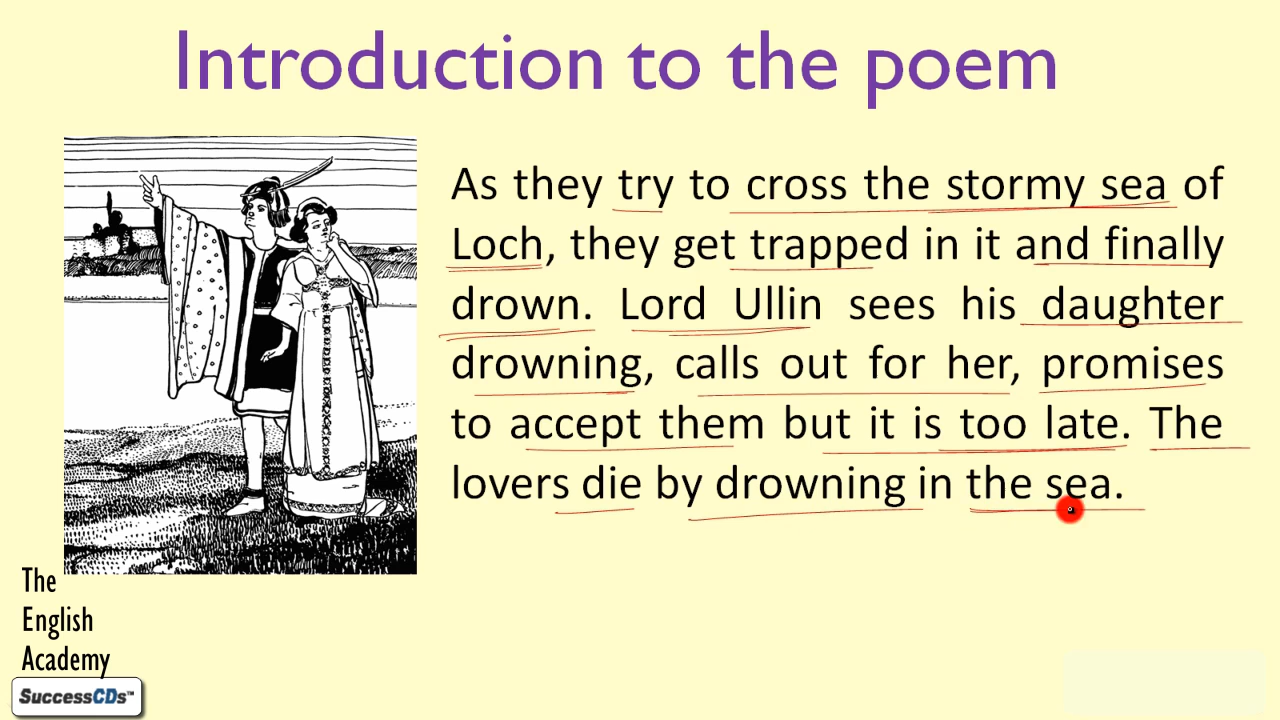 Introduction to the poem
As they try to cross the stormy sea of
Loch, they get trapped in it and finally
drown. Lord Ullin sees his daughter
drowning, calls out for her, promises
to accept them but it is too late. The
lovers die by drowning in the sea.
The
English
Academy
SuccessCDs™